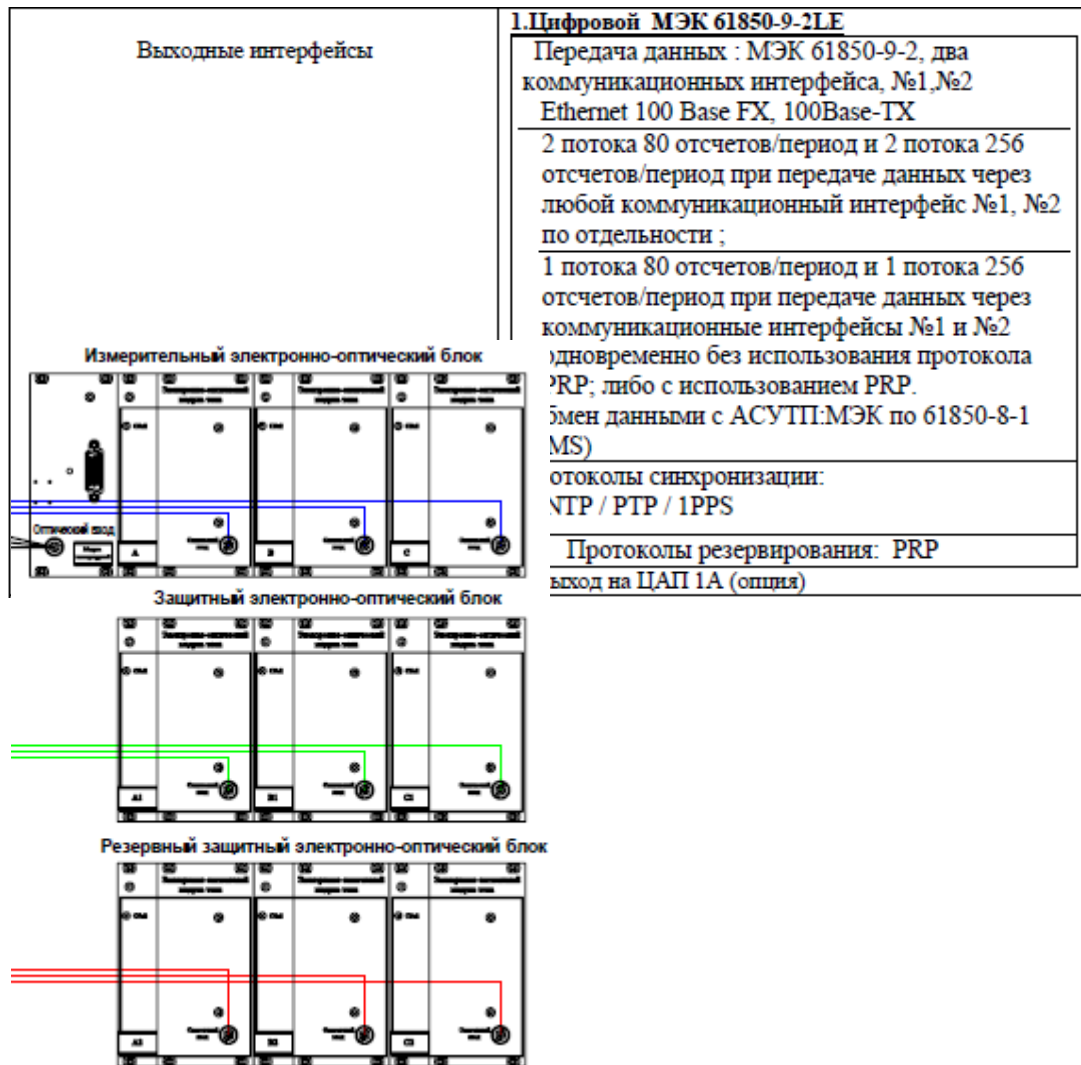 Выходные интерфейсы
1.Цифровой МЭК 61850-9-2LE
Передача данных : МЭК 61850-9-2, два
коммуникационных интерфейса, №1,№2
Ethernet 100 Base FX, 100Base-TX
2 потока 80 отсчетов/период и 2 потока 256
отсчетов/период при передаче данных через
любой коммуникационный интерфейс №1, №2
по отдельности ;
1 потока 80 отсчетов/период и 1 потока 256
отсчетов/период при передаче данных через
коммуникационные интерфейсы №1 и №2
одновременно без использования протокола
PRP; либо с использованием PRP.
бмен данными с АСУТП:МЭК по 61850-8-1
MS)
отоколы синхронизации:
NTP / PTP / 1PPS
Протоколы резервирования: PRP
ыход на ЦАП 1А (опция)
Измерительный электронно-оптический блок
Оптический вход
A
B
C
Защитный электронно-оптический блок
A1
B1
C1
Резервный защитный электронно-оптический блок
A2
B2
C2